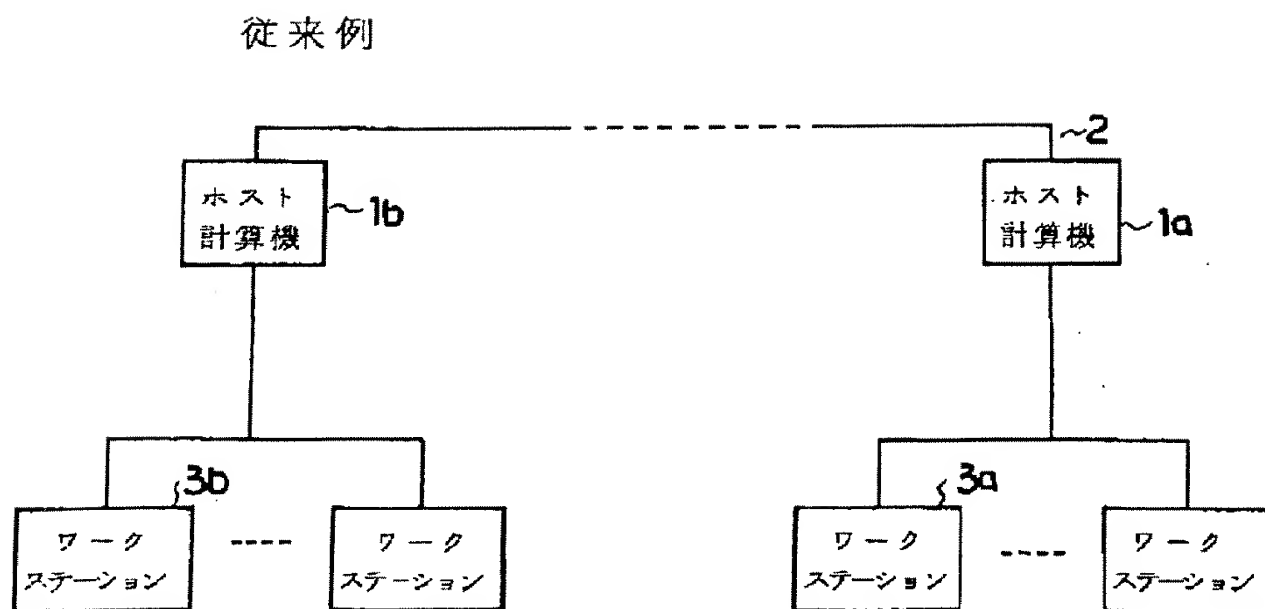 従来例
2
ホスト
計算機
1b
ホスト
計算機
1a
3b
3a
ワーク
ステーション
ワーク
ステーション
ワーク
ステーション
ワーク
ステーション